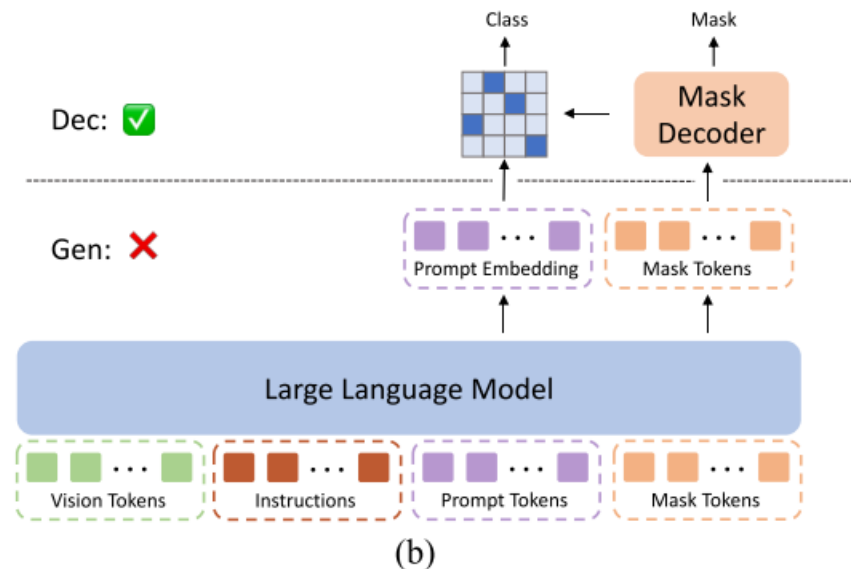 Class Mask
Dec: ✅
Mask
Decoder
Gen: ❌
... ...
Prompt Embedding Mask Tokens
Large Language Model
... ... ... ...
Vision Tokens Instructions Prompt Tokens Mask Tokens
(b)